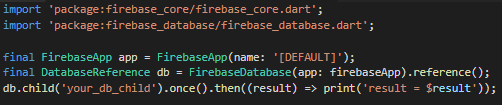 import 'package:firebase_core/firebase_core.dart';
import 'package:firebase_database/firebase_database.dart';
final FirebaseApp app = FirebaseApp(name: '[DEFAULT]');
final DatabaseReference db = FirebaseDatabase(app: firebaseApp).reference();
db.child('your_db_child').once().then((result) => print('result = $result'));